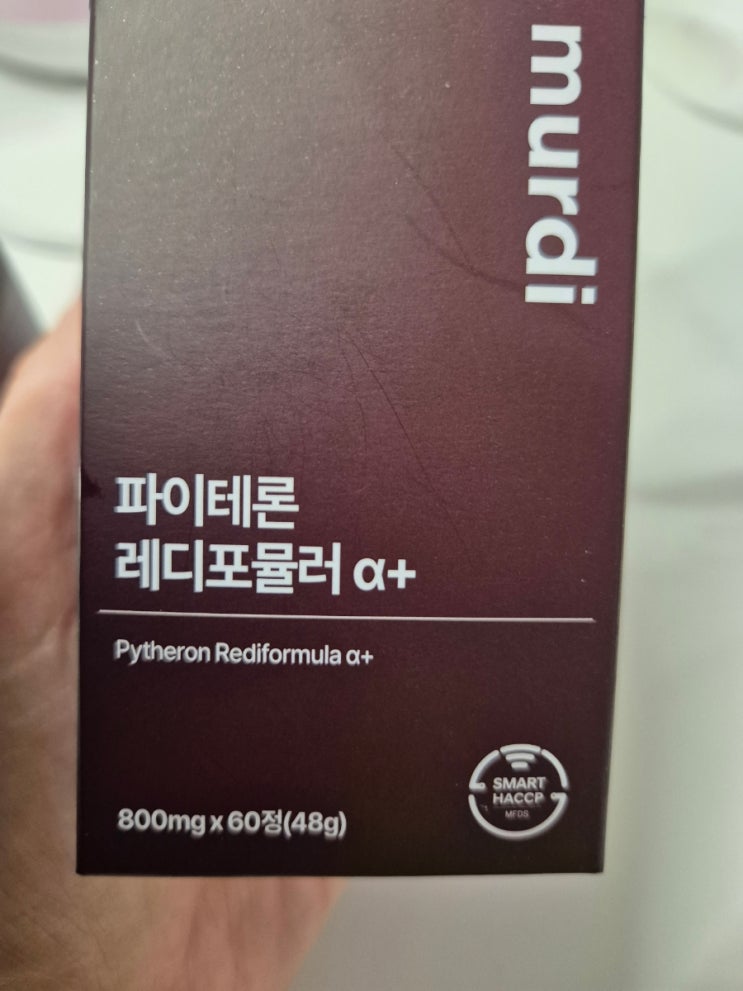 murdi
파이테론
레디포뮬러 α+
Pytheron Rediformula α+
800mg x 60정(48g)
SMART
HACCP
MFDS